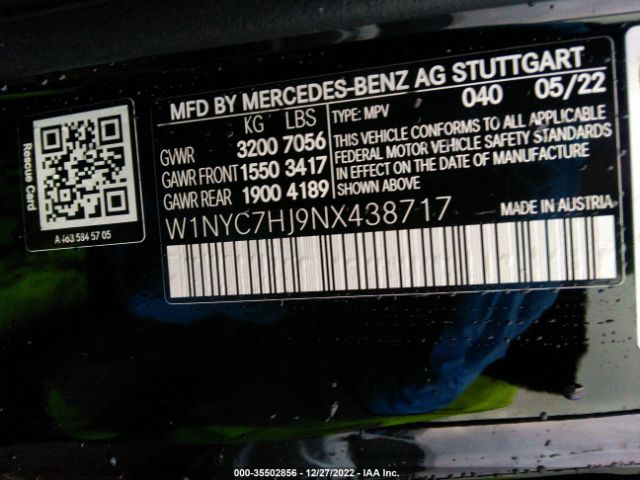 MFD BY MERCEDES-BENZ AG STUTTGART
KG LBS TYPE: MPV 040 05/22
GVWR 3200 7056
GAWR FRONT 1550 3417
GAWR REAR 1900 4189
THIS VEHICLE CONFORMS TO ALL APPLICABLE
FEDERAL MOTOR VEHICLE SAFETY STANDARDS
IN EFFECT ON THE DATE OF MANUFACTURE
SHOWN ABOVE
W1NYC7HJ9NX438717 MADE IN AUSTRIA
Rescue Card
A 463 584 57 05
000-35502856 - 12/27/2022 - IAA Inc.